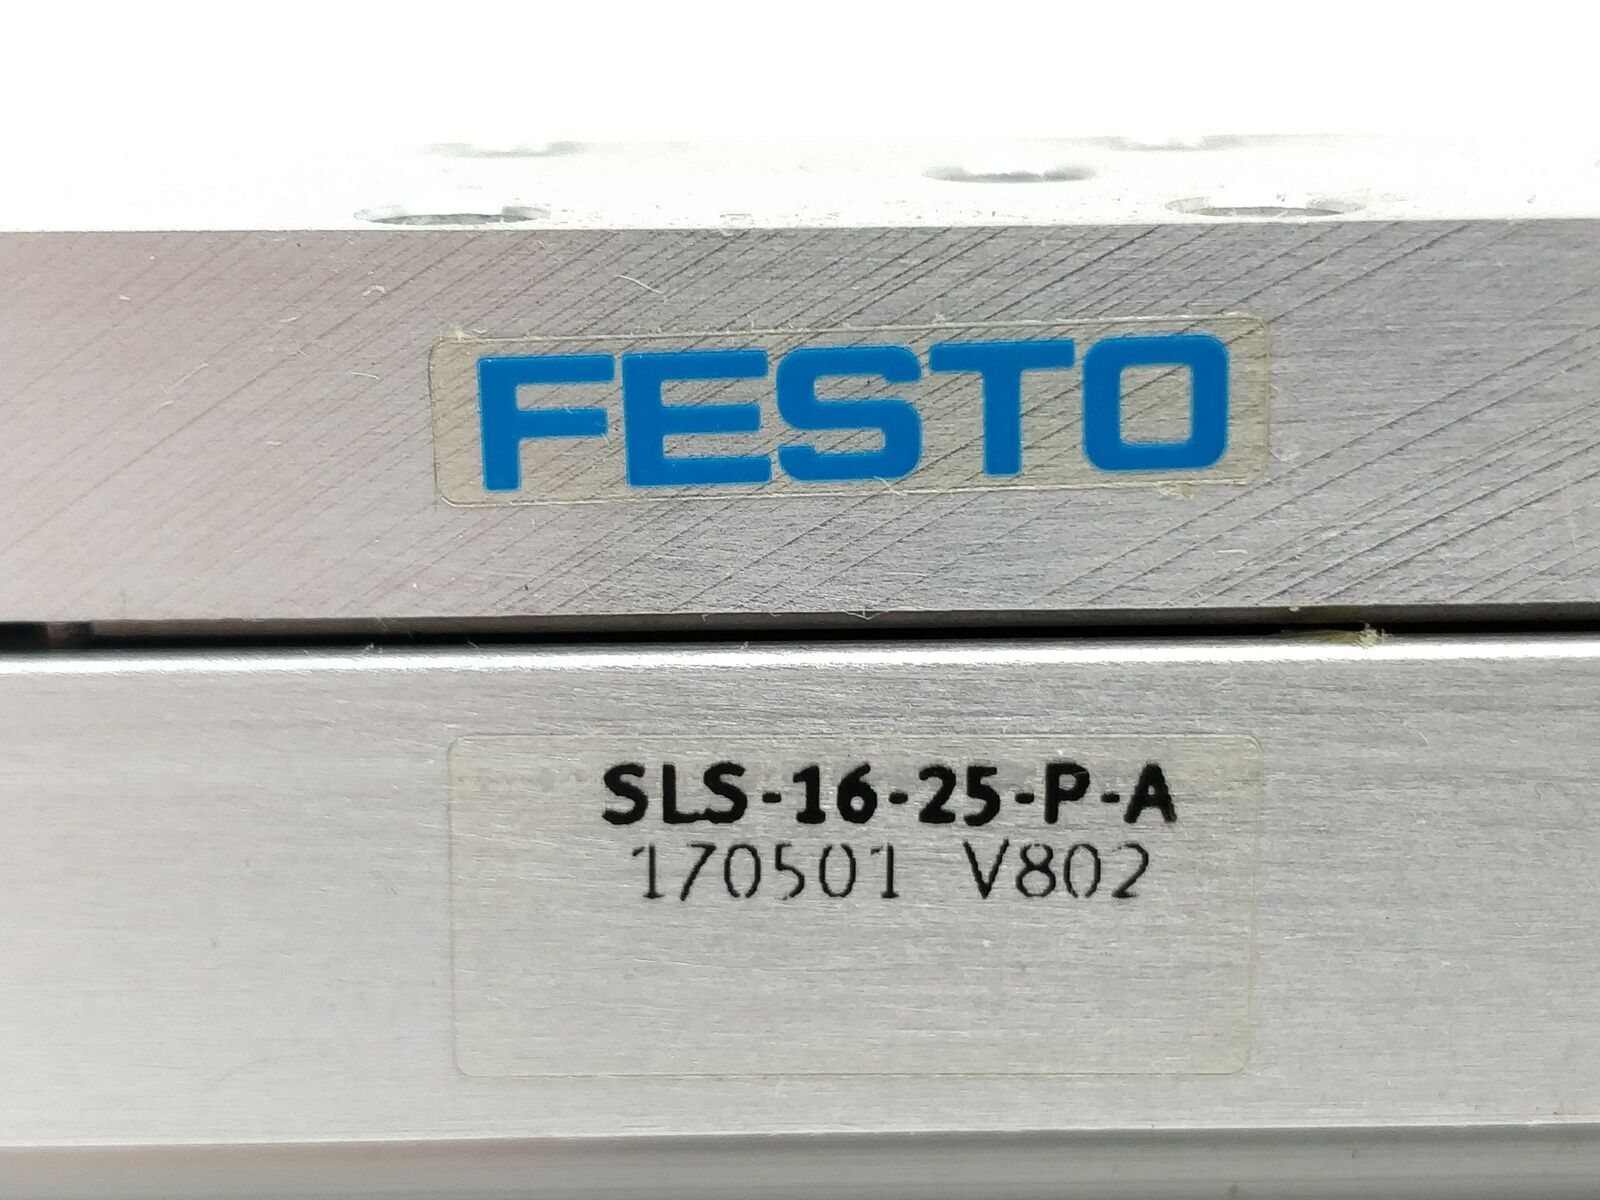 FESTO
SLS-16-25-P-A
170501 V802